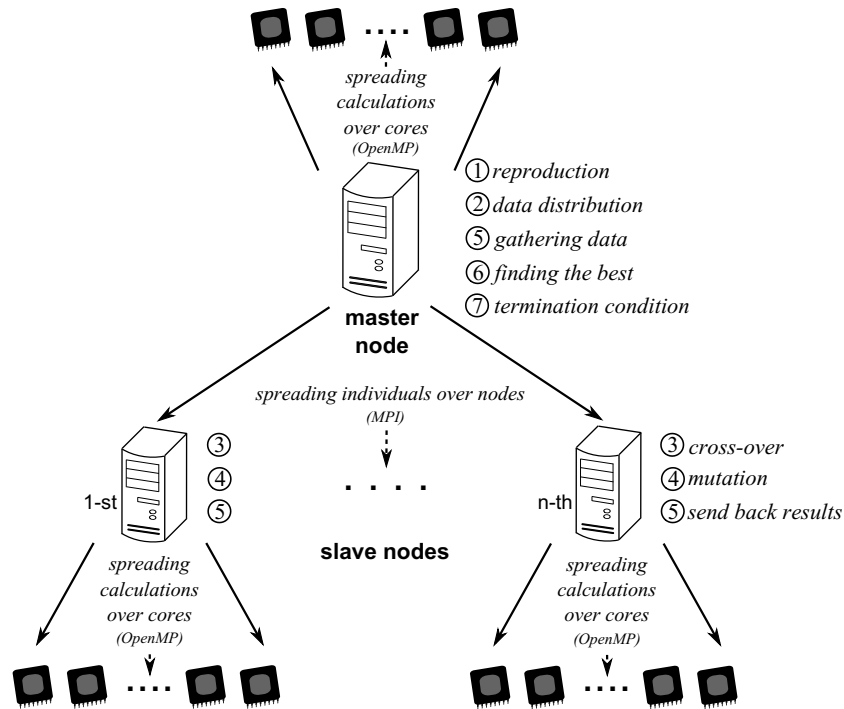 ....
spreading
calculations
over cores
(OpenMP)
1 reproduction
2 data distribution
5 gathering data
6 finding the best
7 termination condition
master
node
spreading individuals over nodes
(MPI)
. . . .
1-st
3
4
5
slave nodes
n-th
3 cross-over
4 mutation
5 send back results
spreading
calculations
over cores
(OpenMP)
....
spreading
calculations
over cores
(OpenMP)
....